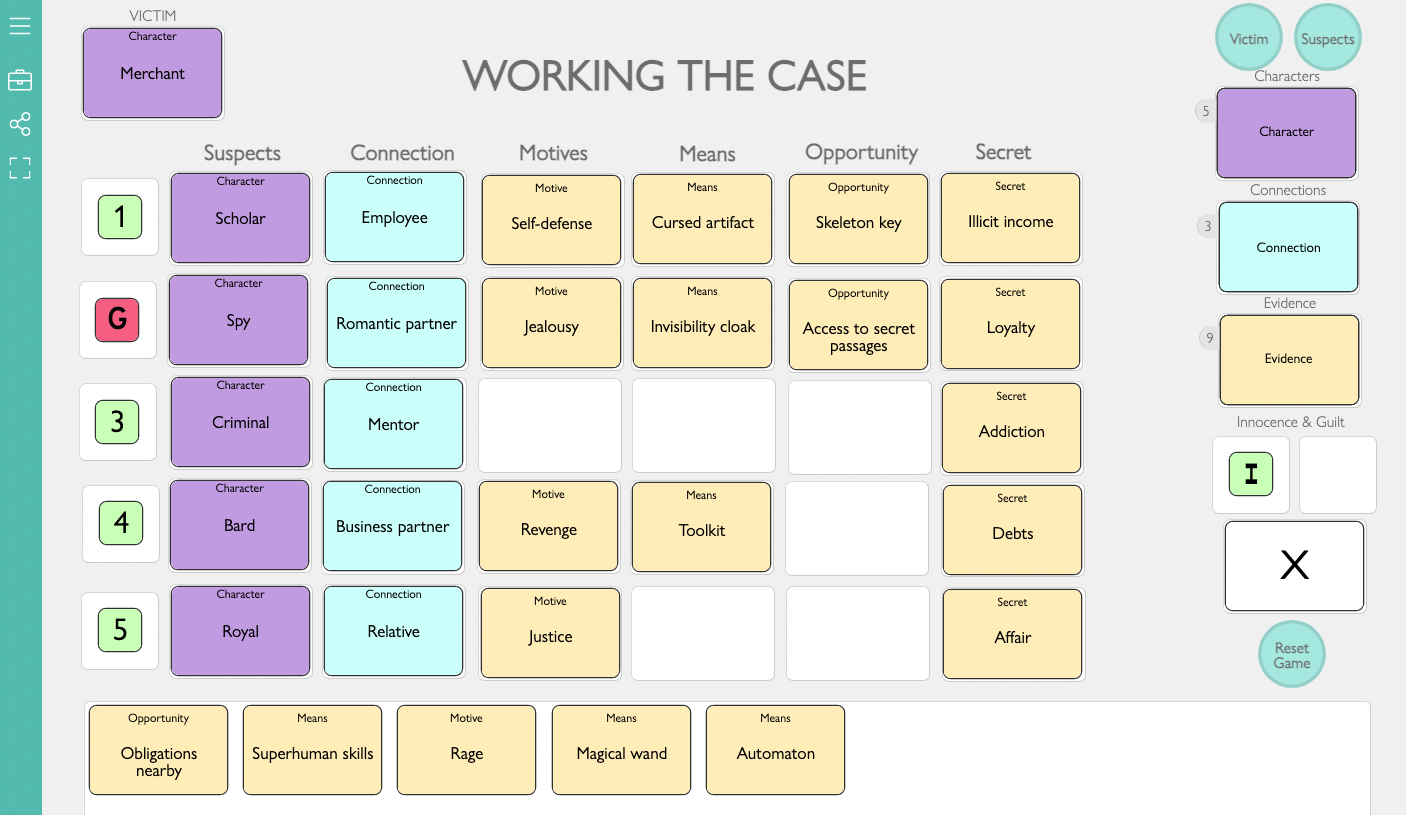 VICTIM
Character
Merchant
WORKING THE CASE
Victim
Suspects
Characters
5
Character
Suspects
Connection
Motives
Means
Opportunity
Secret
1
Character
Scholar
Connection
Employee
Motive
Self-defense
Means
Cursed artifact
Opportunity
Skeleton key
Secret
Illicit income
Connections
3
Connection
G
Character
Spy
Connection
Romantic partner
Motive
Jealousy
Means
Invisibility cloak
Opportunity
Access to secret
passages
Secret
Loyalty
Evidence
9
Evidence
3
Character
Criminal
Connection
Mentor
Secret
Addiction
Innocence & Guilt
I
4
Character
Bard
Connection
Business partner
Motive
Revenge
Means
Toolkit
Secret
Debts
X
5
Character
Royal
Connection
Relative
Motive
Justice
Secret
Affair
Reset
Game
Opportunity
Obligations
nearby
Means
Superhuman skills
Motive
Rage
Means
Magical wand
Means
Automaton